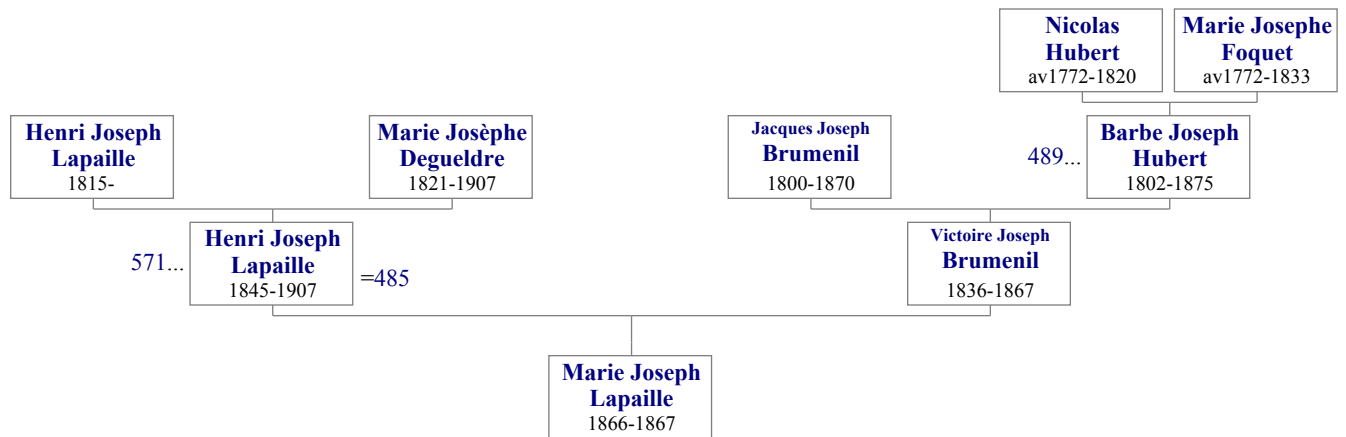 Nicolas
Hubert
av1772-1820
Marie Josephe
Foquet
av1772-1833
Henri Joseph
Lapaille
1815-
Marie Josèphe
Degueldre
1821-1907
Jacques Joseph
Brumenil
1800-1870
489...
Barbe Joseph
Hubert
1802-1875
571...
Henri Joseph
Lapaille
1845-1907
=485
Victoire Joseph
Brumenil
1836-1867
Marie Joseph
Lapaille
1866-1867